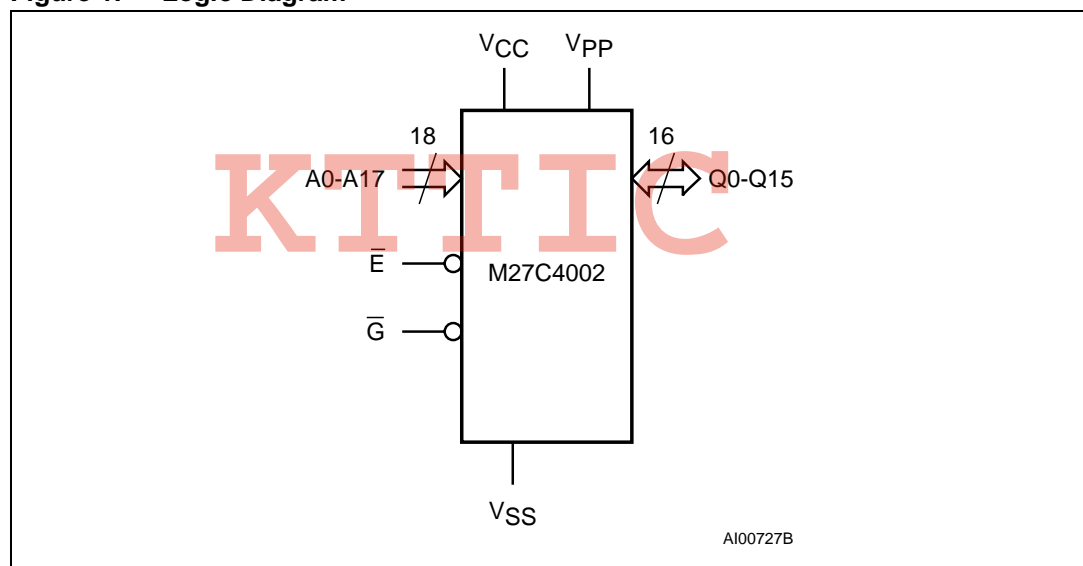 Figure 1. Logic Diagram
VCC VPP
18 16
A0-A17 Q0-Q15
KTTIC
E̅
M27C4002
G̅
VSS
AI00727B